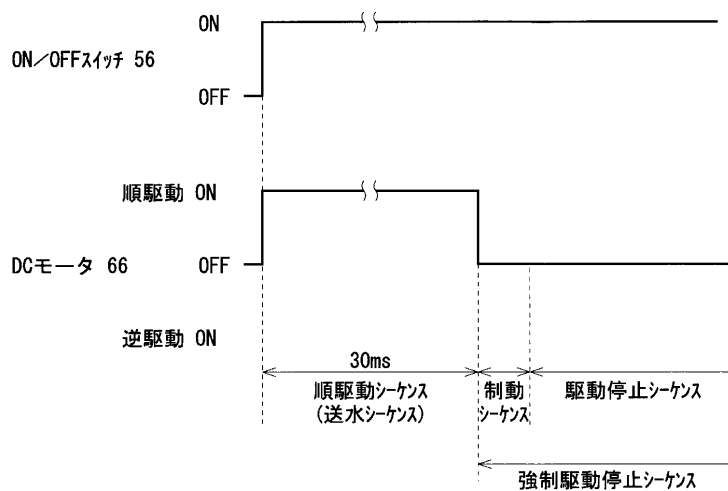 ON
ON/OFFスイッチ 56
OFF
順駆動 ON
DCモータ 66
OFF
逆駆動 ON
30ms
順駆動シーケンス
(送水シーケンス)
制動
シーケンス
駆動停止シーケンス
強制駆動停止シーケンス